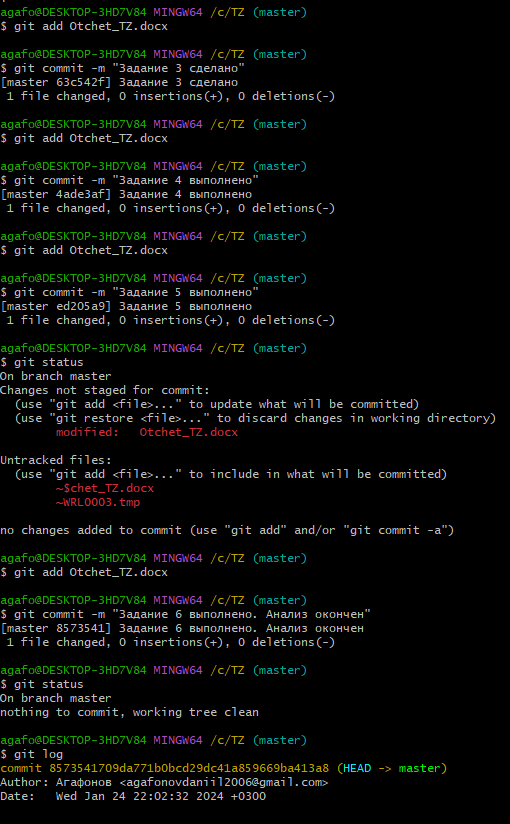 agafo@DESKTOP-3HD7V84 MINGW64 /c/TZ (master)
$ git add Otchet_TZ.docx

agafo@DESKTOP-3HD7V84 MINGW64 /c/TZ (master)
$ git commit -m "Задание 3 сделано"
[master 63c542f] Задание 3 сделано
 1 file changed, 0 insertions(+), 0 deletions(-)

agafo@DESKTOP-3HD7V84 MINGW64 /c/TZ (master)
$ git add Otchet_TZ.docx

agafo@DESKTOP-3HD7V84 MINGW64 /c/TZ (master)
$ git commit -m "Задание 4 выполнено"
[master 4ade3af] Задание 4 выполнено
 1 file changed, 0 insertions(+), 0 deletions(-)

agafo@DESKTOP-3HD7V84 MINGW64 /c/TZ (master)
$ git add Otchet_TZ.docx

agafo@DESKTOP-3HD7V84 MINGW64 /c/TZ (master)
$ git commit -m "Задание 5 выполнено"
[master ed205a9] Задание 5 выполнено
 1 file changed, 0 insertions(+), 0 deletions(-)

agafo@DESKTOP-3HD7V84 MINGW64 /c/TZ (master)
$ git status
On branch master
Changes not staged for commit:
  (use "git add <file>..." to update what will be committed)
  (use "git restore <file>..." to discard changes in working directory)
        modified:   Otchet_TZ.docx

Untracked files:
  (use "git add <file>..." to include in what will be committed)
        ~$chet_TZ.docx
        ~WRL0003.tmp

no changes added to commit (use "git add" and/or "git commit -a")

agafo@DESKTOP-3HD7V84 MINGW64 /c/TZ (master)
$ git add Otchet_TZ.docx

agafo@DESKTOP-3HD7V84 MINGW64 /c/TZ (master)
$ git commit -m "Задание 6 выполнено. Анализ окончен"
[master 8573541] Задание 6 выполнено. Анализ окончен
 1 file changed, 0 insertions(+), 0 deletions(-)

agafo@DESKTOP-3HD7V84 MINGW64 /c/TZ (master)
$ git status
On branch master
nothing to commit, working tree clean

agafo@DESKTOP-3HD7V84 MINGW64 /c/TZ (master)
$ git log
commit 8573541709da771b0bcd29dc41a859669ba413a8 (HEAD -> master)
Author: Агафонов <agafonovdaniil2006@gmail.com>
Date:   Wed Jan 24 22:02:32 2024 +0300